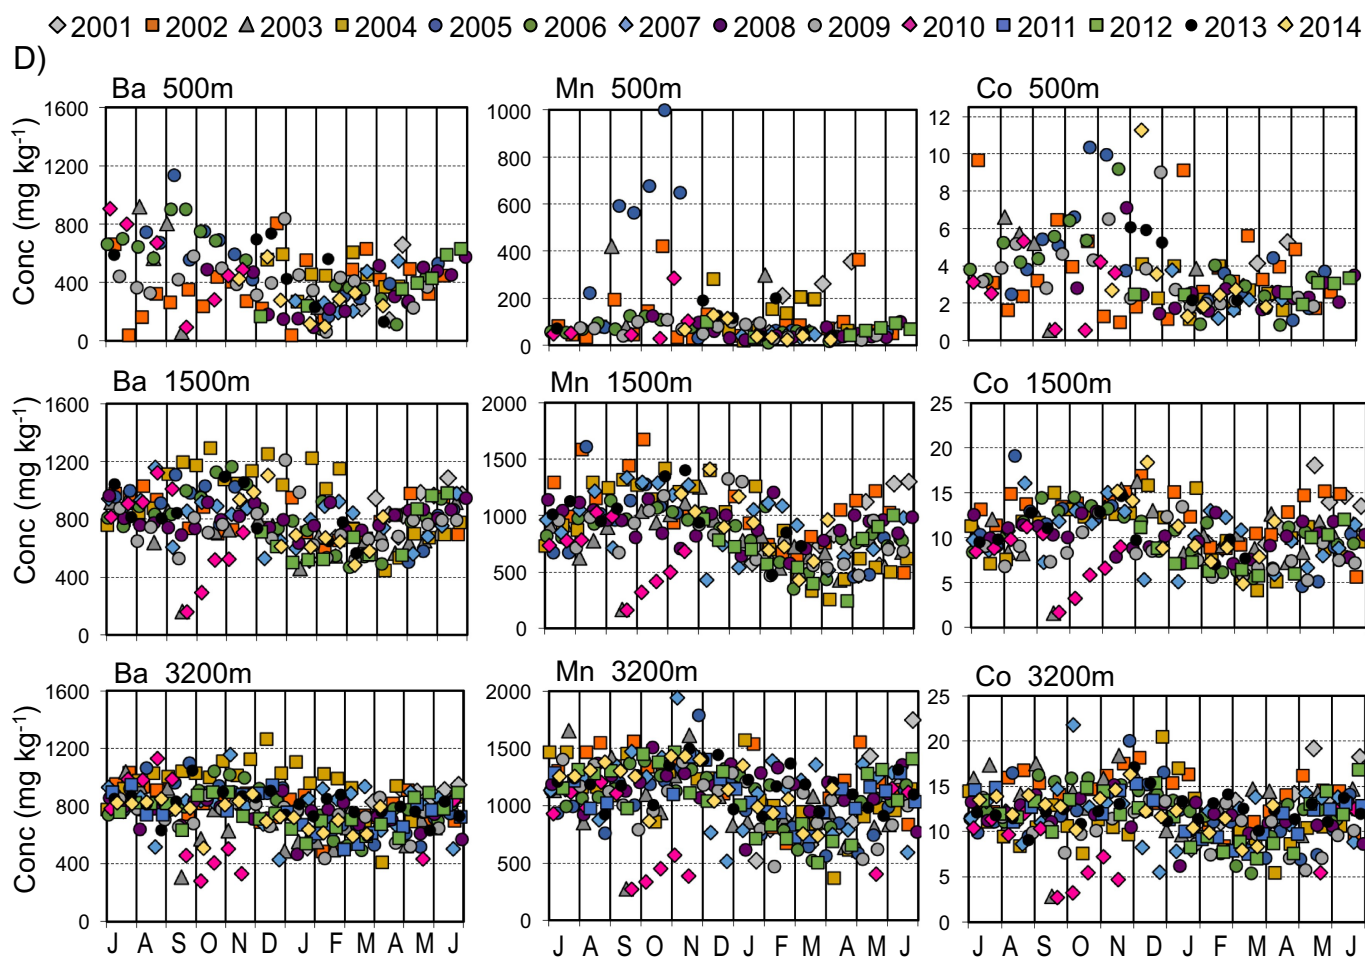 2001 2002 2003 2004 2005 2006 2007 2008 2009 2010 2011 2012 2013 2014
D)
Ba 500m Mn 500m Co 500m
Conc (mg kg⁻¹)
1600 1200 800 400 0
1000 800 600 400 200 0
12 10 8 6 4 2 0
Ba 1500m Mn 1500m Co 1500m
Conc (mg kg⁻¹)
1600 1200 800 400 0
2000 1500 1000 500 0
25 20 15 10 5 0
Ba 3200m Mn 3200m Co 3200m
Conc (mg kg⁻¹)
1600 1200 800 400 0
2000 1500 1000 500 0
25 20 15 10 5 0
J A S O N D J F M A M J J A S O N D J F M A M J J A S O N D J F M A M J